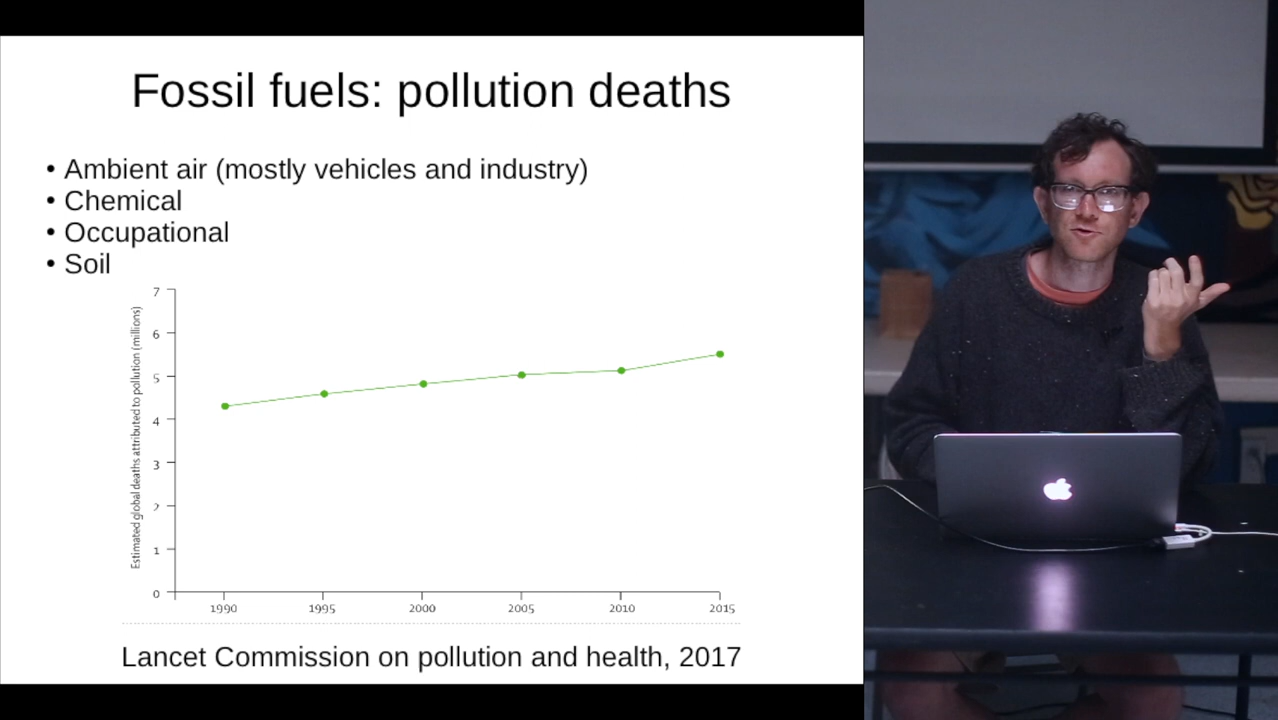 Fossil fuels: pollution deaths
• Ambient air (mostly vehicles and industry)
• Chemical
• Occupational
• Soil
Estimated global deaths attributed to pollution (millions)
7
6
5
4
3
2
1
0
1990 1995 2000 2005 2010 2015
Lancet Commission on pollution and health, 2017